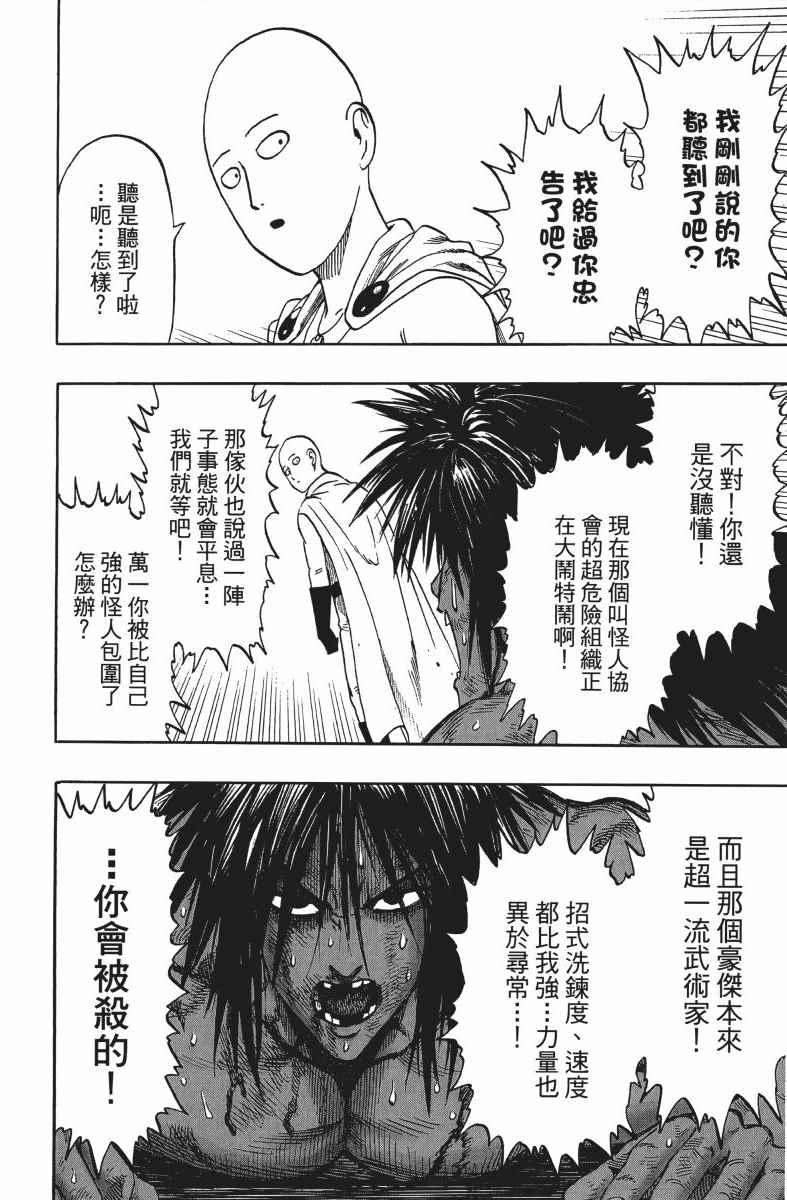 我剛剛說的你
都聽到了吧？
我給過你忠
告了吧？
聽是聽到了啦
…呃…怎樣？
不對！你還
是沒聽懂！
現在那個叫怪人協
會的超危險組織正
在大鬧特鬧啊！
那傢伙也說過一陣
子事態就會平息…
我們就等吧！
萬一你被比自己
強的怪人包圍了
怎麼辦？
而且那個豪傑本來
是超一流武術家！
招式洗鍊度、速度
都比我強…力量也
異於尋常…！
…你會被殺的！